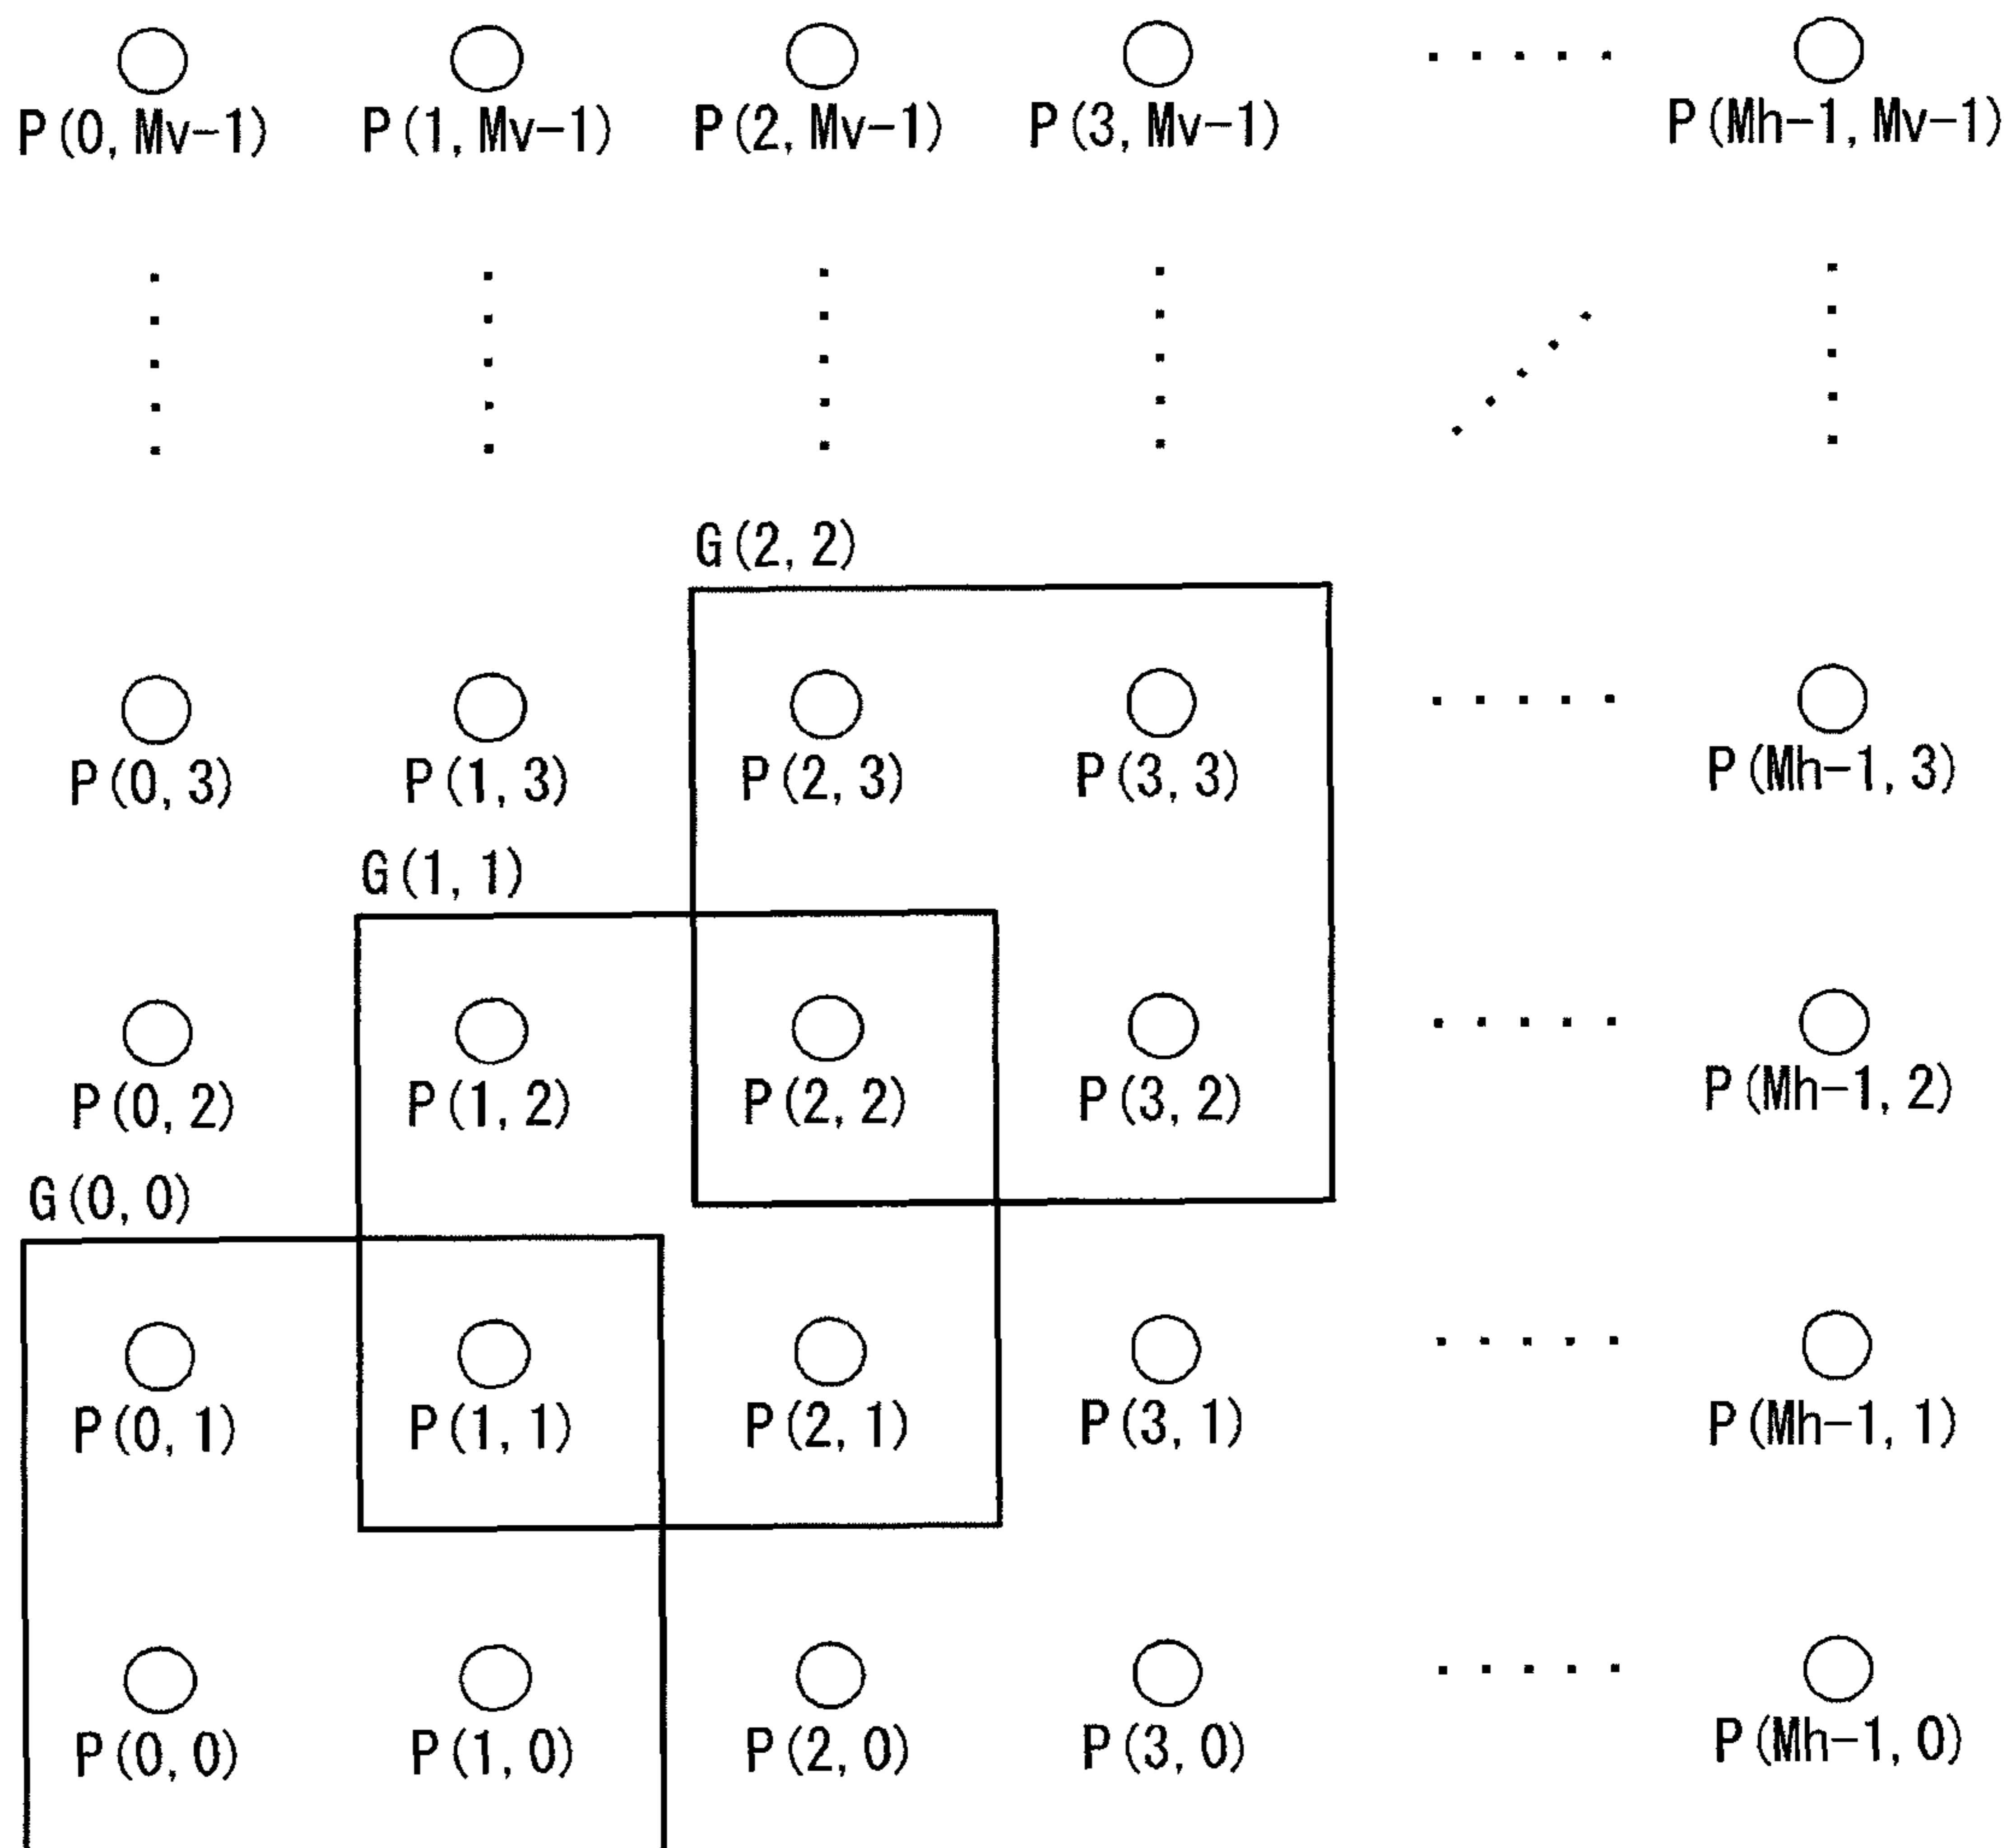 P(0,Mv-1) P(1,Mv-1) P(2,Mv-1) P(3,Mv-1) P(Mh-1,Mv-1)
G(2,2)
P(0,3) P(1,3) P(2,3) P(3,3) P(Mh-1,3)
G(1,1)
P(0,2) P(1,2) P(2,2) P(3,2) P(Mh-1,2)
G(0,0)
P(0,1) P(1,1) P(2,1) P(3,1) P(Mh-1,1)
P(0,0) P(1,0) P(2,0) P(3,0) P(Mh-1,0)